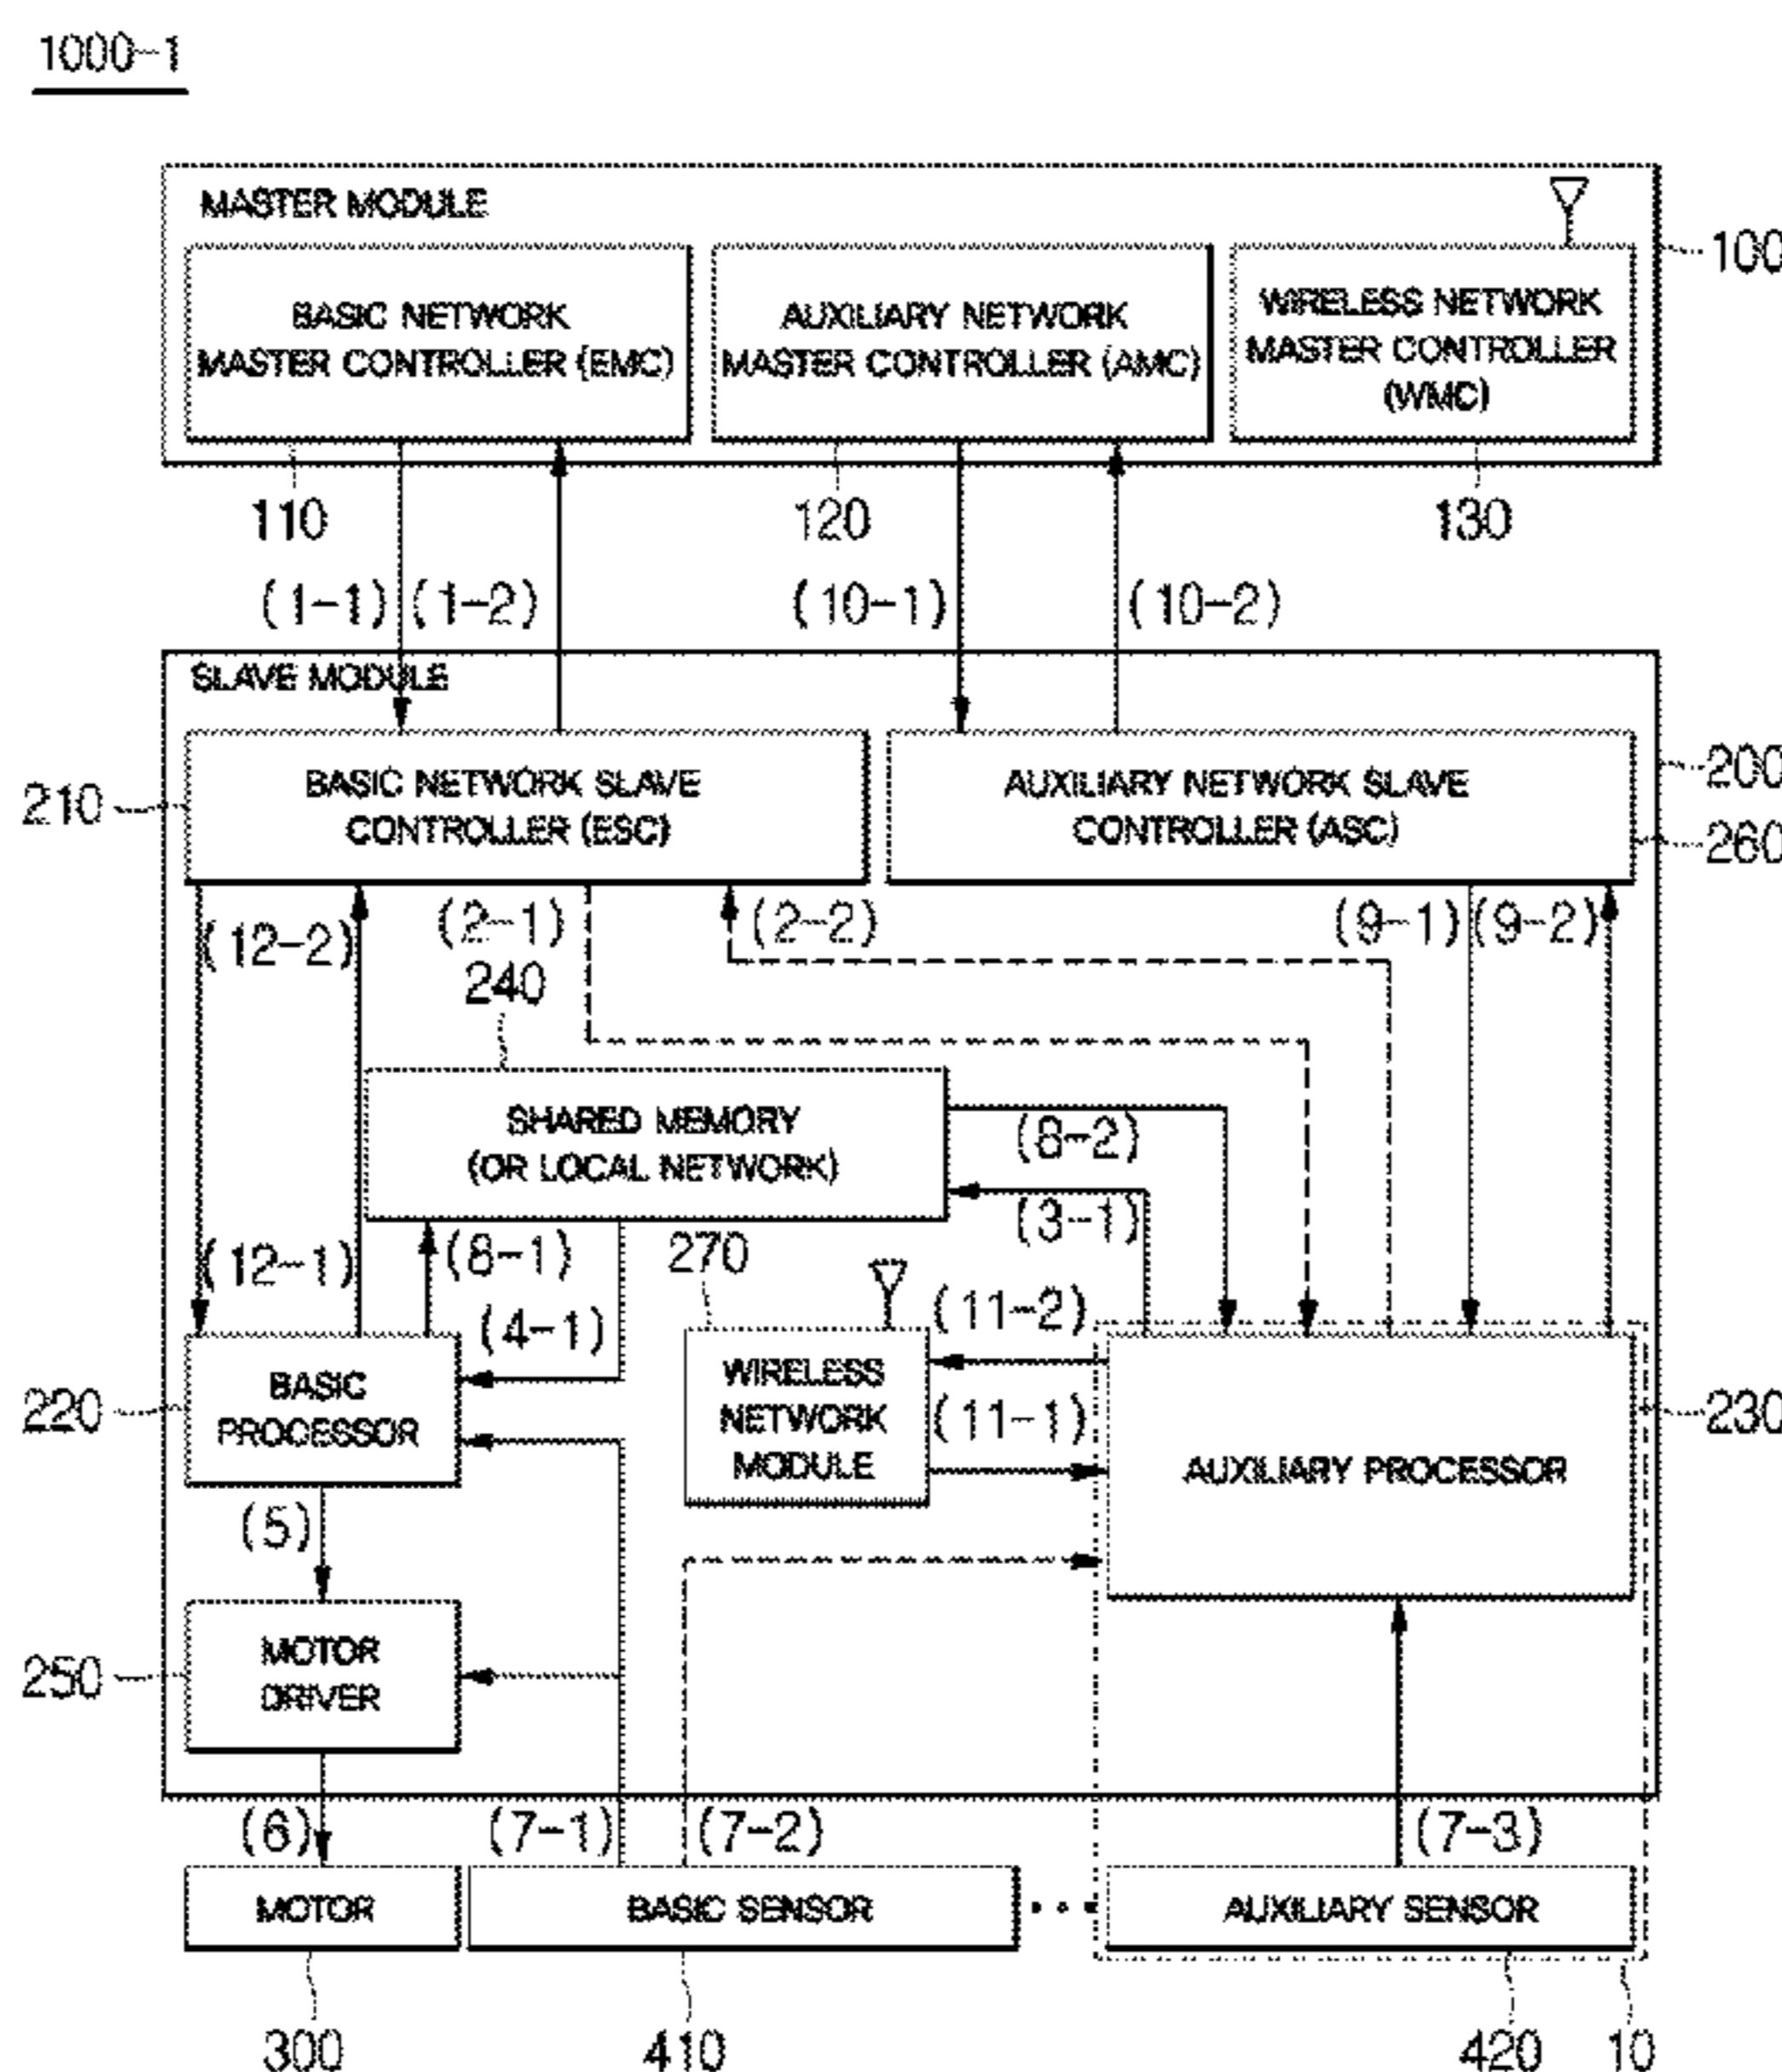 1000-1
MASTER MODULE
BASIC NETWORK
MASTER CONTROLLER (EMC)
AUXILIARY NETWORK
MASTER CONTROLLER (AMC)
WIRELESS NETWORK
MASTER CONTROLLER
(WMC)
100
110
120
130
(1-1)
(1-2)
(10-1)
(10-2)
SLAVE MODULE
BASIC NETWORK SLAVE
CONTROLLER (ESC)
AUXILIARY NETWORK SLAVE
CONTROLLER (ASC)
200
210
260
(12-2)
(2-1)
(2-2)
(9-1)
(9-2)
240
SHARED MEMORY
(OR LOCAL NETWORK)
(8-2)
(3-1)
(12-1)
(8-1)
270
(4-1)
(11-2)
BASIC
PROCESSOR
220
WIRELESS
NETWORK
MODULE
(11-1)
AUXILIARY PROCESSOR
230
(5)
MOTOR
DRIVER
250
(6)
(7-1)
(7-2)
(7-3)
MOTOR
BASIC SENSOR
AUXILIARY SENSOR
300
410
420
10